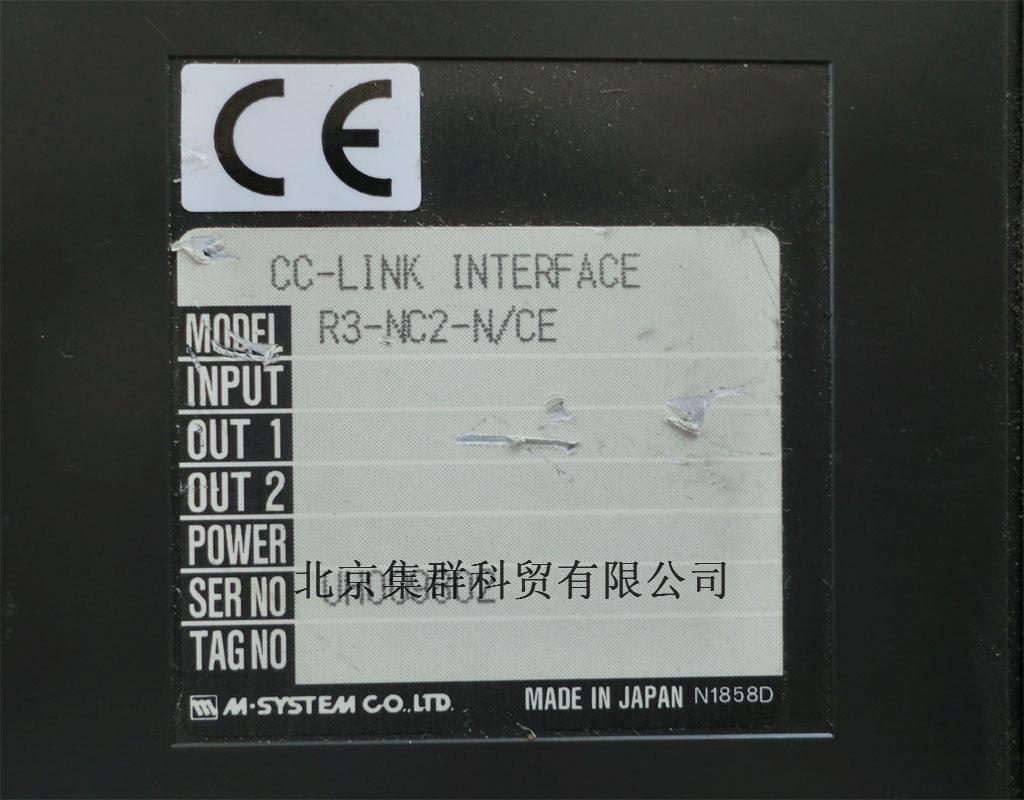 CE
CC-LINK INTERFACE
MODEL R3-NC2-N/CE
INPUT
OUT 1
OUT 2
POWER
SER NO
北京集群科贸有限公司
TAG NO
M·SYSTEM CO.,LTD. MADE IN JAPAN N1858D